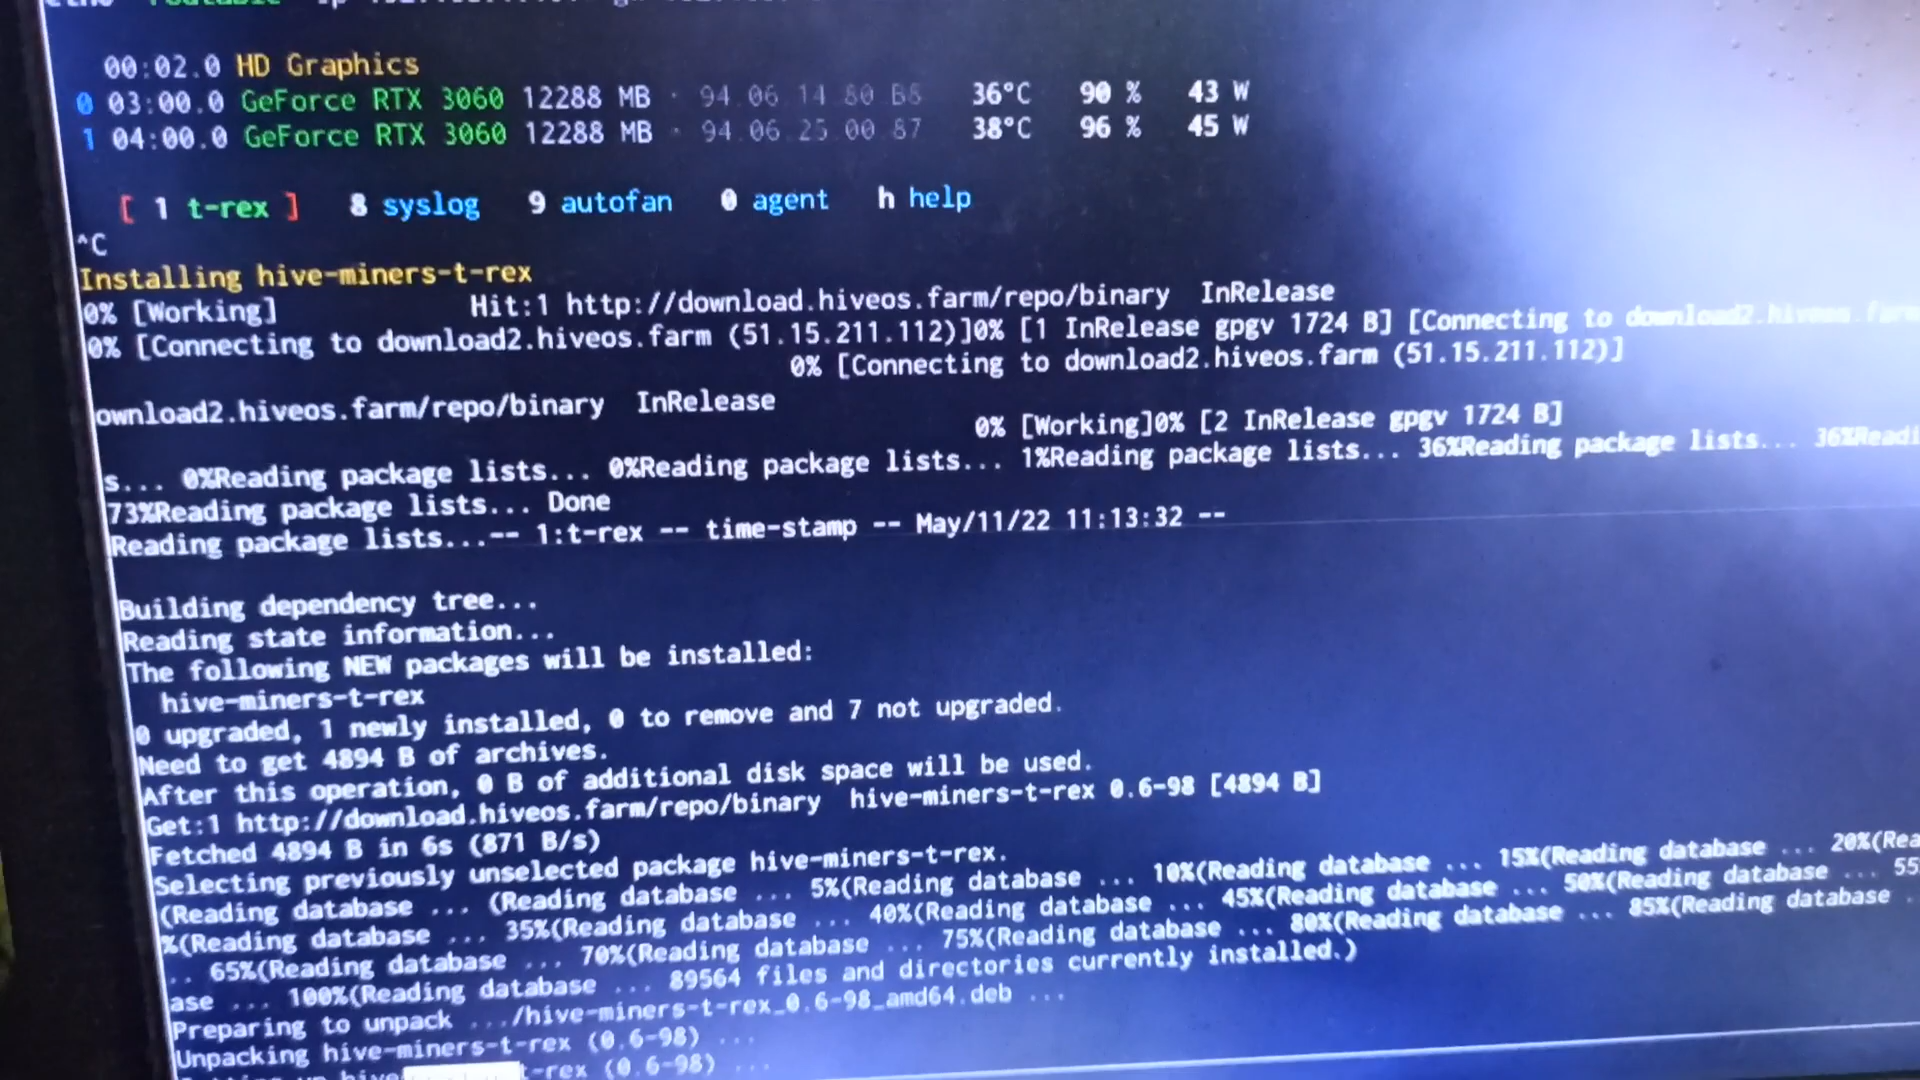 00:02.0 HD Graphics
0 03:00.0 GeForce RTX 3060 12288 MB · 94.06.14.80.B8 36°C 90 % 43 W
1 04:00.0 GeForce RTX 3060 12288 MB · 94.06.25.00.87 38°C 96 % 45 W
[ 1 t-rex ] 8 syslog 9 autofan 0 agent h help
^C
Installing hive-miners-t-rex
0% [Working] Hit:1 http://download.hiveos.farm/repo/binary InRelease
0% [Connecting to download2.hiveos.farm (51.15.211.112)]0% [1 InRelease gpgv 1724 B] [Connecting to download2.hiveos.farm
0% [Connecting to download2.hiveos.farm (51.15.211.112)]
ownload2.hiveos.farm/repo/binary InRelease
0% [Working]0% [2 InRelease gpgv 1724 B]
s... 0%Reading package lists... 0%Reading package lists... 1%Reading package lists... 36%Reading package lists... 36%Readi
73%Reading package lists... Done
Reading package lists...-- 1:t-rex -- time-stamp -- May/11/22 11:13:32 --
Building dependency tree...
Reading state information...
The following NEW packages will be installed:
hive-miners-t-rex
0 upgraded, 1 newly installed, 0 to remove and 7 not upgraded.
Need to get 4894 B of archives.
After this operation, 0 B of additional disk space will be used.
Get:1 http://download.hiveos.farm/repo/binary hive-miners-t-rex 0.6-98 [4894 B]
Fetched 4894 B in 6s (871 B/s)
Selecting previously unselected package hive-miners-t-rex.
(Reading database ... (Reading database ... 5%(Reading database ... 10%(Reading database ... 15%(Reading database ... 20%(Rea
%(Reading database ... 35%(Reading database ... 40%(Reading database ... 45%(Reading database ... 50%(Reading database ... 55
.. 65%(Reading database ... 70%(Reading database ... 75%(Reading database ... 80%(Reading database ... 85%(Reading database .
ase ... 100%(Reading database ... 89564 files and directories currently installed.)
Preparing to unpack .../hive-miners-t-rex_0.6-98_amd64.deb ...
Unpacking hive-miners-t-rex (0.6-98) ...
t-rex (0.6-98) ...